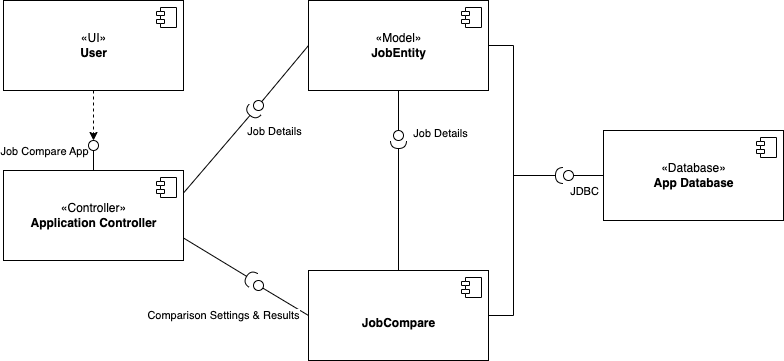 «UI»
User
«Model»
JobEntity
Job Details
Job Details
Job Compare App
«Database»
App Database
JDBC
«Controller»
Application Controller
Comparison Settings & Results
JobCompare